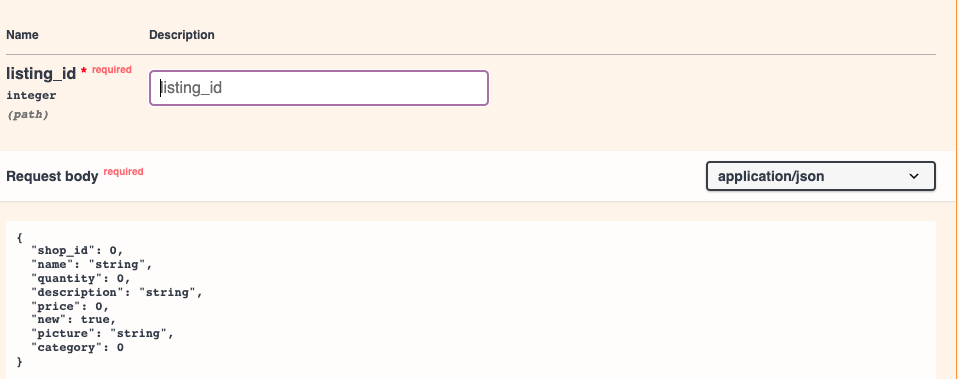 Name Description
listing_id * required
listing_id
integer
(path)
Request body required
application/json
{
  "shop_id": 0,
  "name": "string",
  "quantity": 0,
  "description": "string",
  "price": 0,
  "new": true,
  "picture": "string",
  "category": 0
}